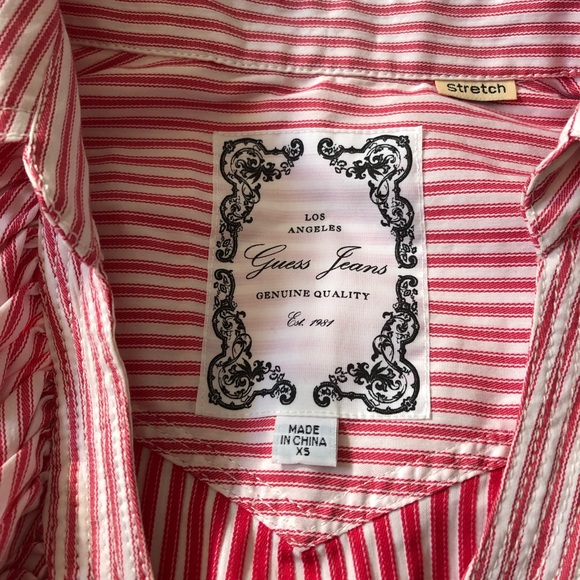 Stretch
LOS
ANGELES
Guess Jeans
GENUINE QUALITY
Est. 1981
MADE
IN CHINA
XS